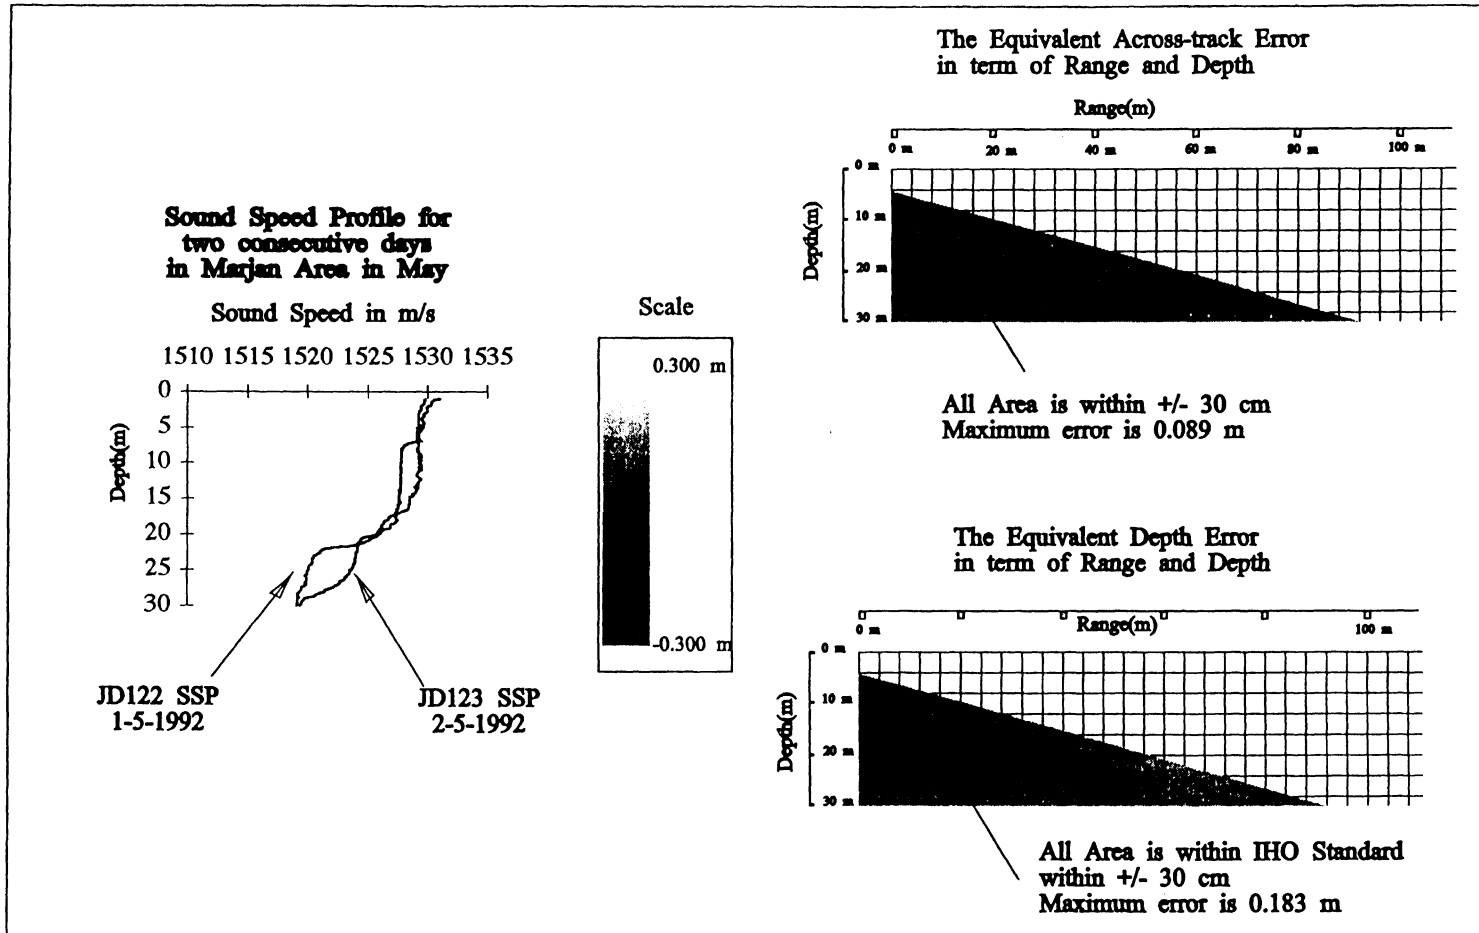 The Equivalent Across-track Error
in term of Range and Depth
Range(m)
0 m 20 m 40 m 60 m 80 m 100 m
Depth(m)
0 m
10 m
20 m
30 m
All Area is within +/- 30 cm
Maximum error is 0.089 m
Sound Speed Profile for
two consecutive days
in Marjan Area in May
Sound Speed in m/s
1510 1515 1520 1525 1530 1535
Depth(m)
0
5
10
15
20
25
30
JD122 SSP
1-5-1992
JD123 SSP
2-5-1992
Scale
0.300 m
-0.300 m
The Equivalent Depth Error
in term of Range and Depth
Range(m)
0 m 100 m
Depth(m)
0 m
10 m
20 m
30 m
All Area is within IHO Standard
within +/- 30 cm
Maximum error is 0.183 m